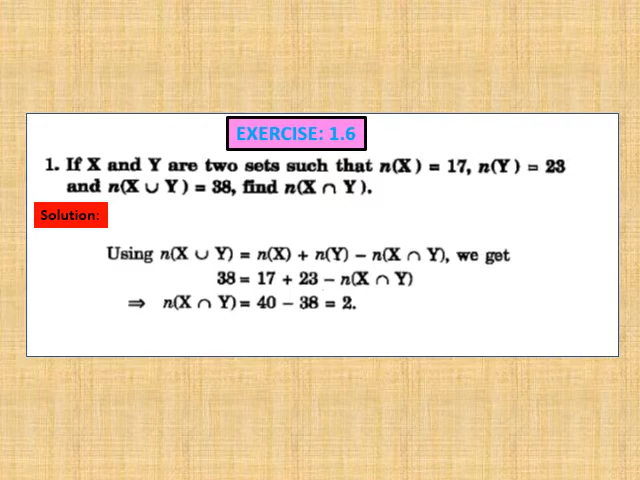 EXERCISE: 1.6
1. If X and Y are two sets such that n(X) = 17, n(Y) = 23
and n(X ∪ Y) = 38, find n(X ∩ Y).
Solution:
Using n(X ∪ Y) = n(X) + n(Y) − n(X ∩ Y), we get
38 = 17 + 23 − n(X ∩ Y)
⇒ n(X ∩ Y) = 40 − 38 = 2.